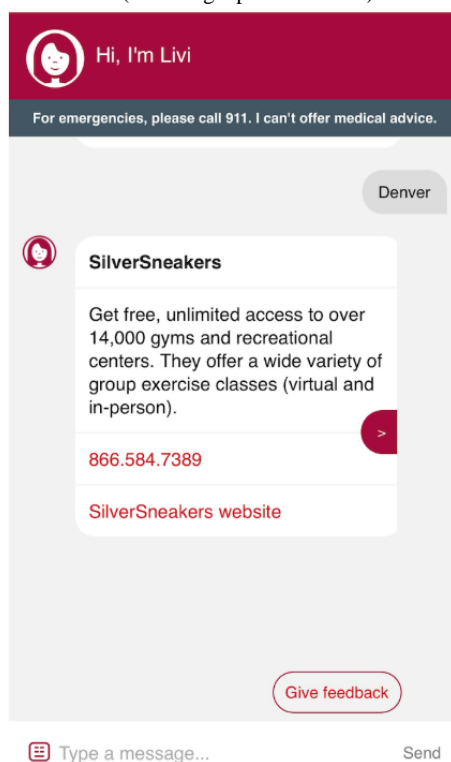 Hi, I'm Livi
For emergencies, please call 911. I can't offer medical advice.
Denver
SilverSneakers
Get free, unlimited access to over
14,000 gyms and recreational
centers. They offer a wide variety of
group exercise classes (virtual and
in-person).
>
866.584.7389
SilverSneakers website
Give feedback
Type a message...
Send